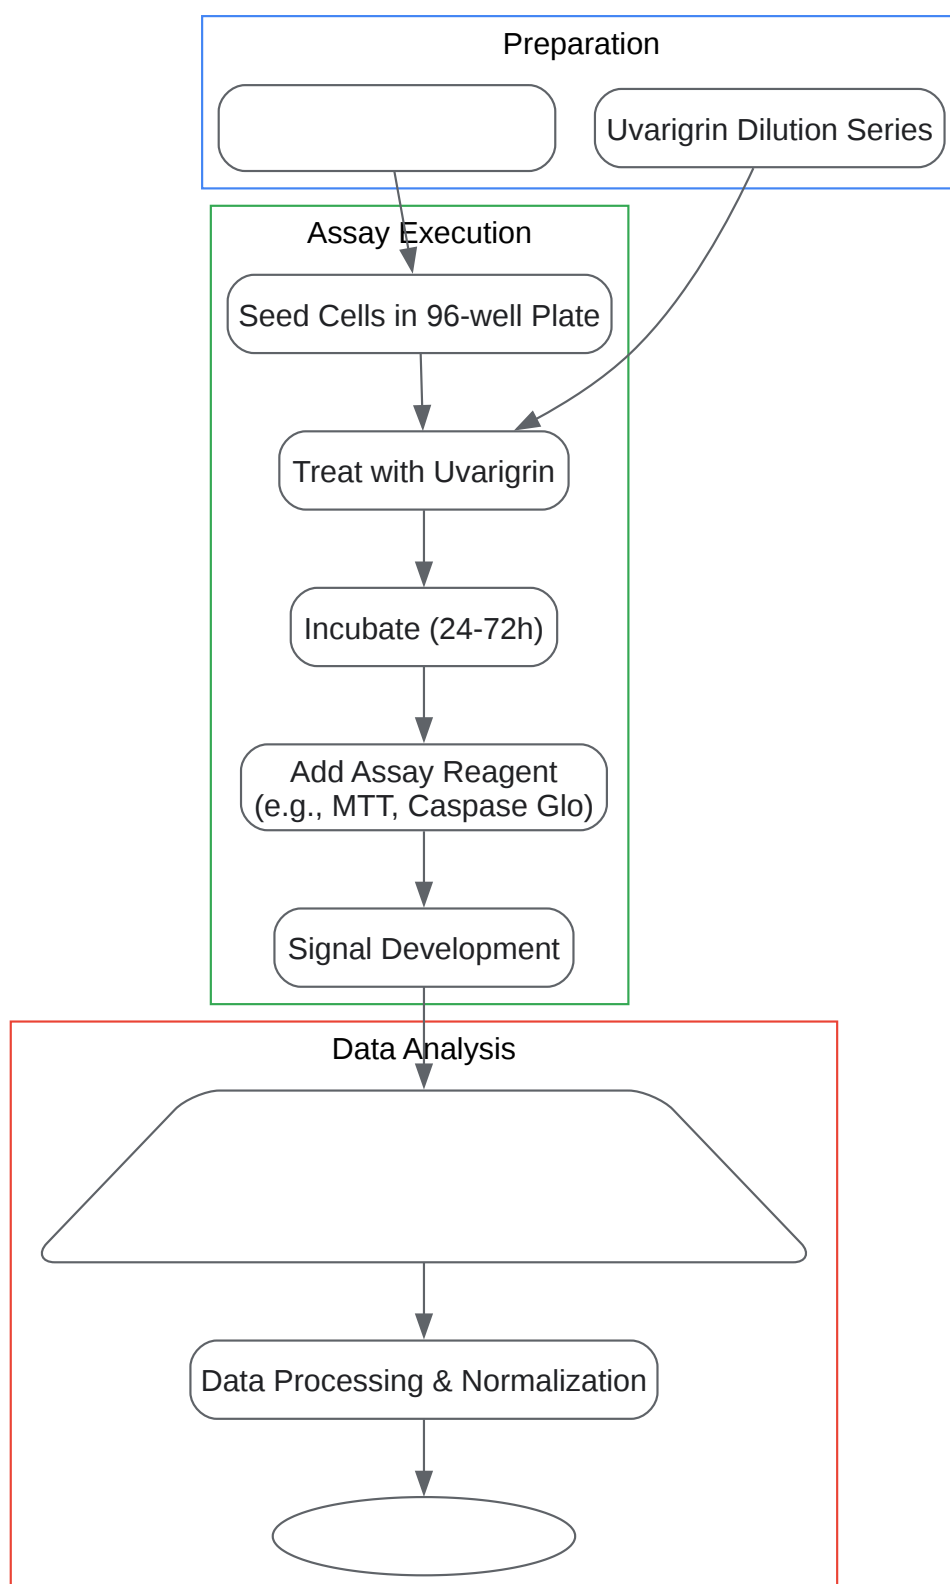 Preparation
Uvarigrin Dilution Series
Assay Execution
Seed Cells in 96-well Plate
Treat with Uvarigrin
Incubate (24-72h)
Add Assay Reagent
(e.g., MTT, Caspase Glo)
Signal Development
Data Analysis
Data Processing & Normalization